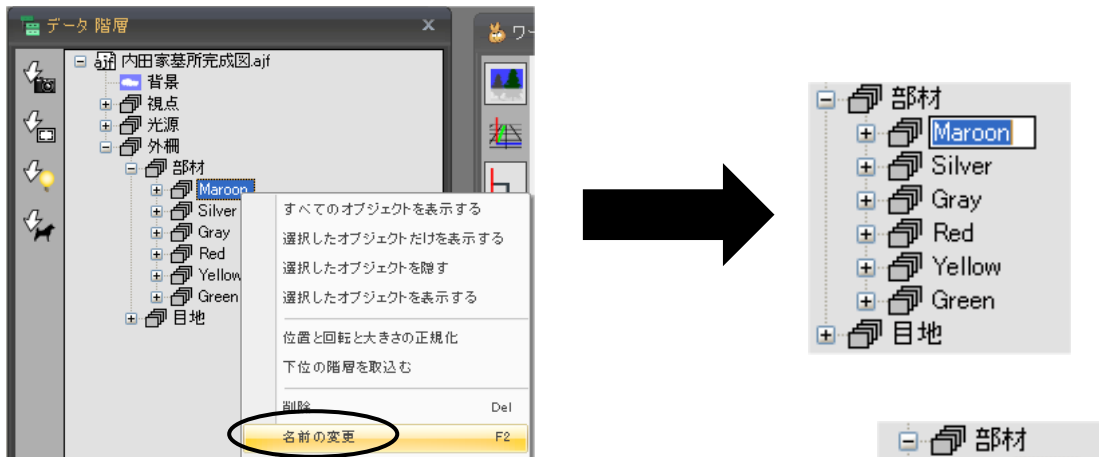 データ 階層
内田家墓所完成図.ajf
背景
視点
光源
外柵
部材
Maroon
Silver
Gray
Red
Yellow
Green
目地
すべてのオブジェクトを表示する
選択したオブジェクトだけを表示する
選択したオブジェクトを隠す
選択したオブジェクトを表示する
位置と回転と大きさの正規化
下位の階層を取込む
削除 Del
名前の変更 F2
ワー
部材
Maroon
Silver
Gray
Red
Yellow
Green
目地
部材